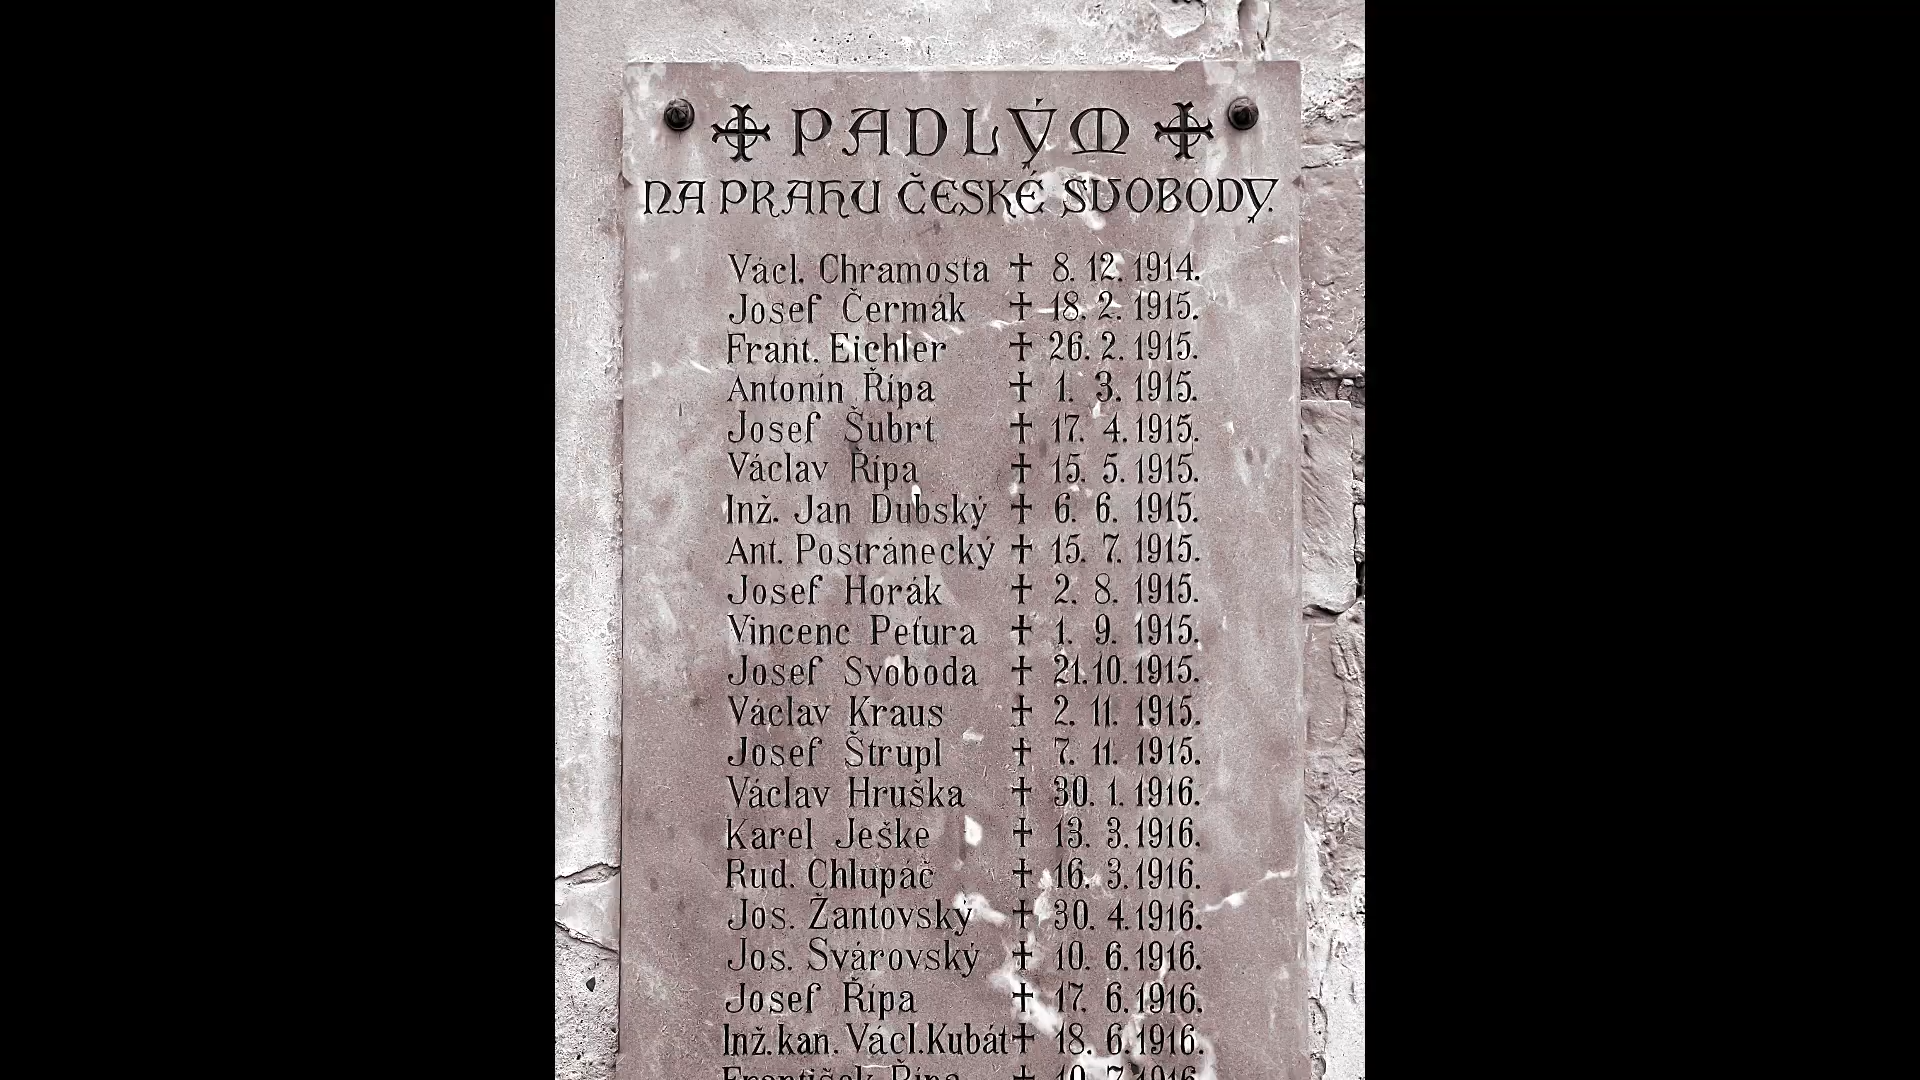 PADLÝM
NA PRAHU ČESKÉ SVOBODY.
Václ. Chramosta † 8. 12. 1914.
Josef Čermák † 18. 2. 1915.
Frant. Eichler † 26. 2. 1915.
Antonín Řípa † 1. 3. 1915.
Josef Šubrt † 17. 4. 1915.
Václav Řípa † 15. 5. 1915.
Inž. Jan Dubský † 6. 6. 1915.
Ant. Postránecký † 15. 7. 1915.
Josef Horák † 2. 8. 1915.
Vincenc Peťura † 1. 9. 1915.
Josef Svoboda † 21. 10. 1915.
Václav Kraus † 2. 11. 1915.
Josef Štrupl † 7. 11. 1915.
Václav Hruška † 30. 1. 1916.
Karel Ješke † 13. 3. 1916.
Rud. Chlupáč † 16. 3. 1916.
Jos. Žantovský † 30. 4. 1916.
Jos. Svárovský † 10. 6. 1916.
Josef Řípa † 17. 6. 1916.
Inž. kan. Václ. Kubát † 18. 6. 1916.
František Řípa † 7. 1916